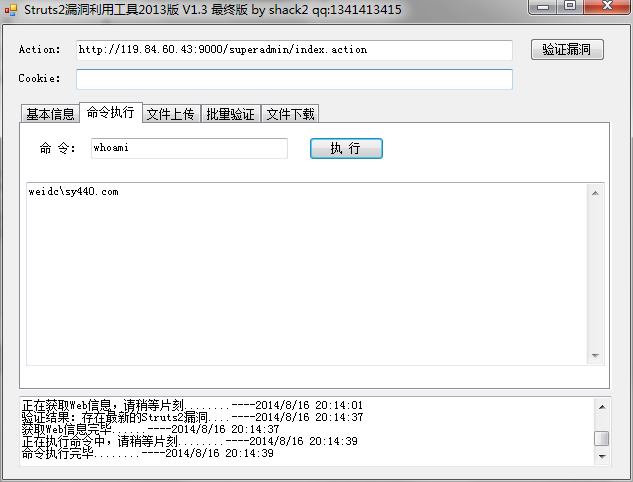 Struts2漏洞利用工具2013版 V1.3 最终版 by shack2 qq:1341413415
Action: http://119.84.60.43:9000/superadmin/index.action 验证漏洞
Cookie:
基本信息 命令执行 文件上传 批量验证 文件下载
命 令: whoami 执 行
weidc\sy440.com
正在获取Web信息，请稍等片刻........----2014/8/16 20:14:01
验证结果：存在最新的Struts2漏洞....----2014/8/16 20:14:37
获取Web信息完毕......----2014/8/16 20:14:37
正在执行命令中，请稍等片刻........----2014/8/16 20:14:39
命令执行完毕........----2014/8/16 20:14:39